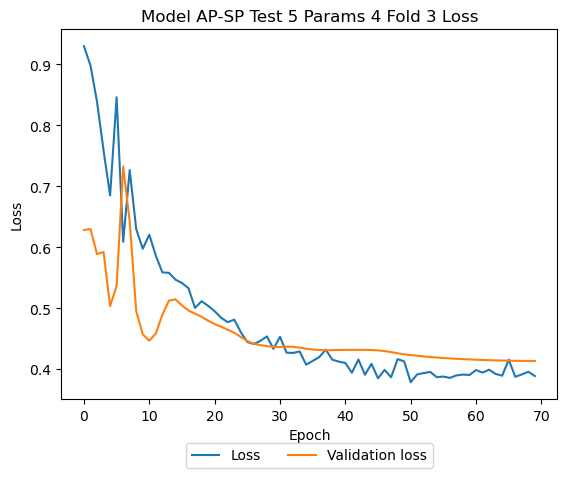 Model AP-SP Test 5 Params 4 Fold 3 Loss
Loss
0.9
0.8
0.7
0.6
0.5
0.4
0 10 20 30 40 50 60 70
Epoch
Loss Validation loss